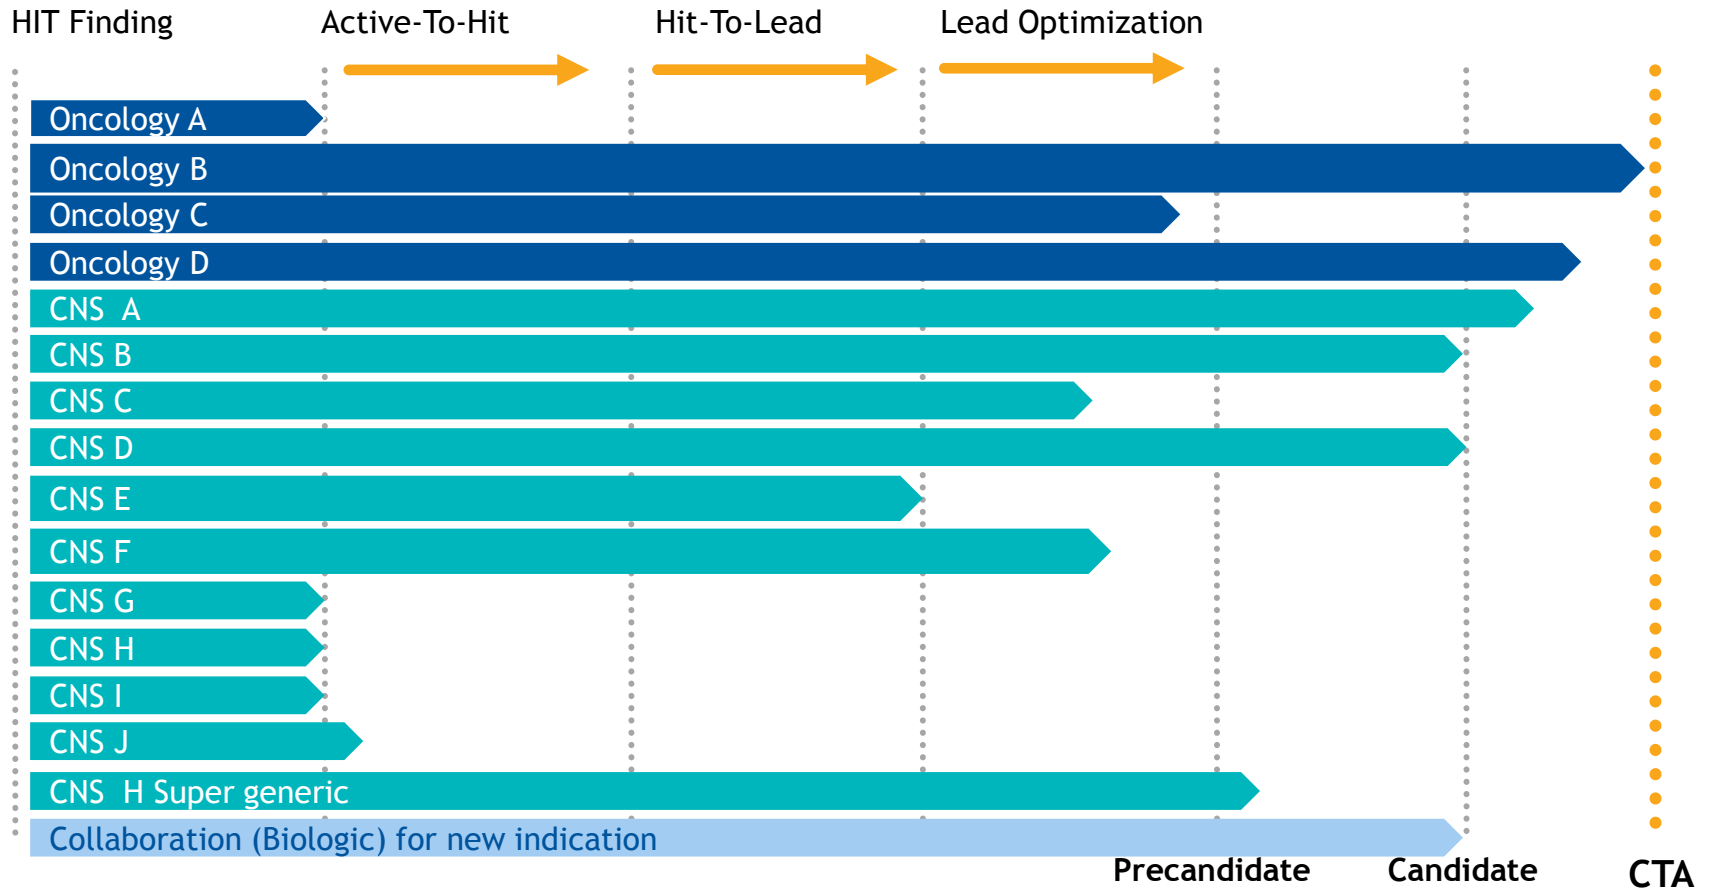 HIT Finding
Active-To-Hit
Hit-To-Lead
Lead Optimization
Oncology A
Oncology B
Oncology C
Oncology D
CNS A
CNS B
CNS C
CNS D
CNS E
CNS F
CNS G
CNS H
CNS I
CNS J
CNS H Super generic
Collaboration (Biologic) for new indication
Precandidate
Candidate
CTA